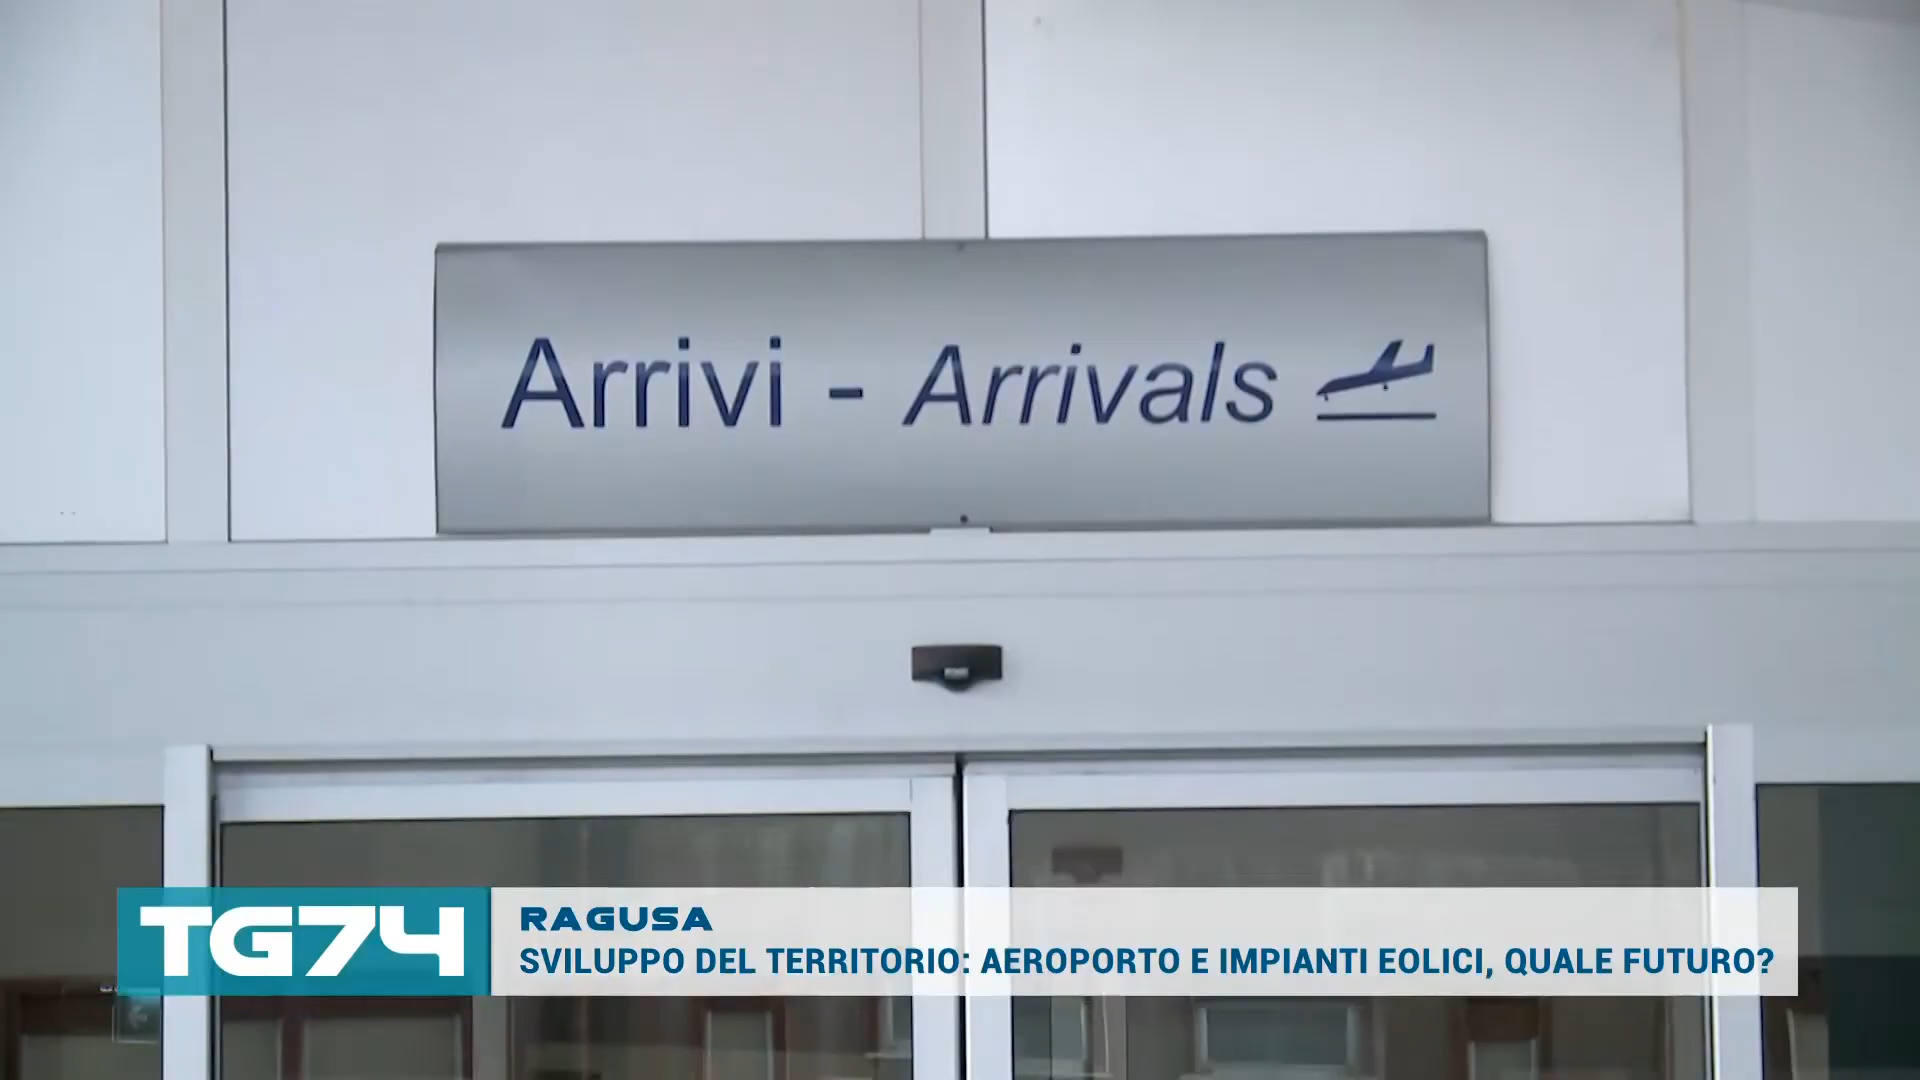 Arrivi - Arrivals
TG74
RAGUSA
SVILUPPO DEL TERRITORIO: AEROPORTO E IMPIANTI EOLICI, QUALE FUTURO?